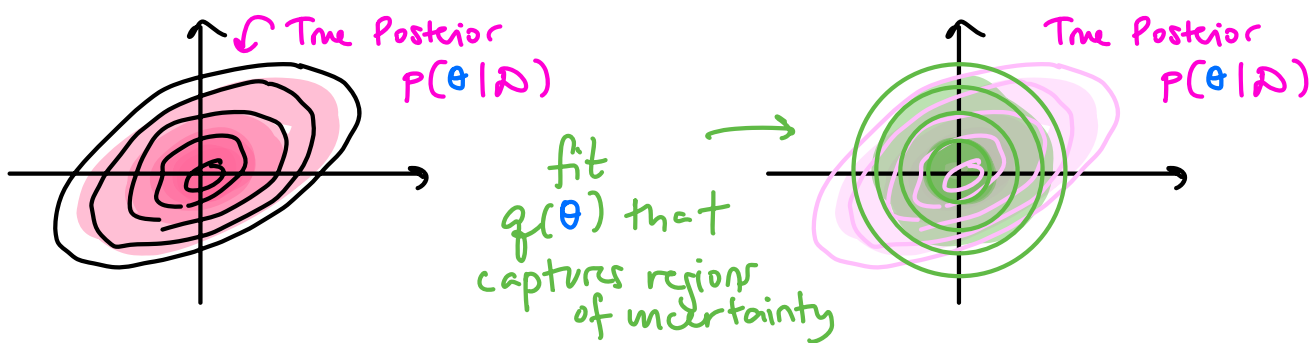 True Posterior
p(θ|D)
fit
q(θ) that
captures regions
of uncertainty
True Posterior
p(θ|D)